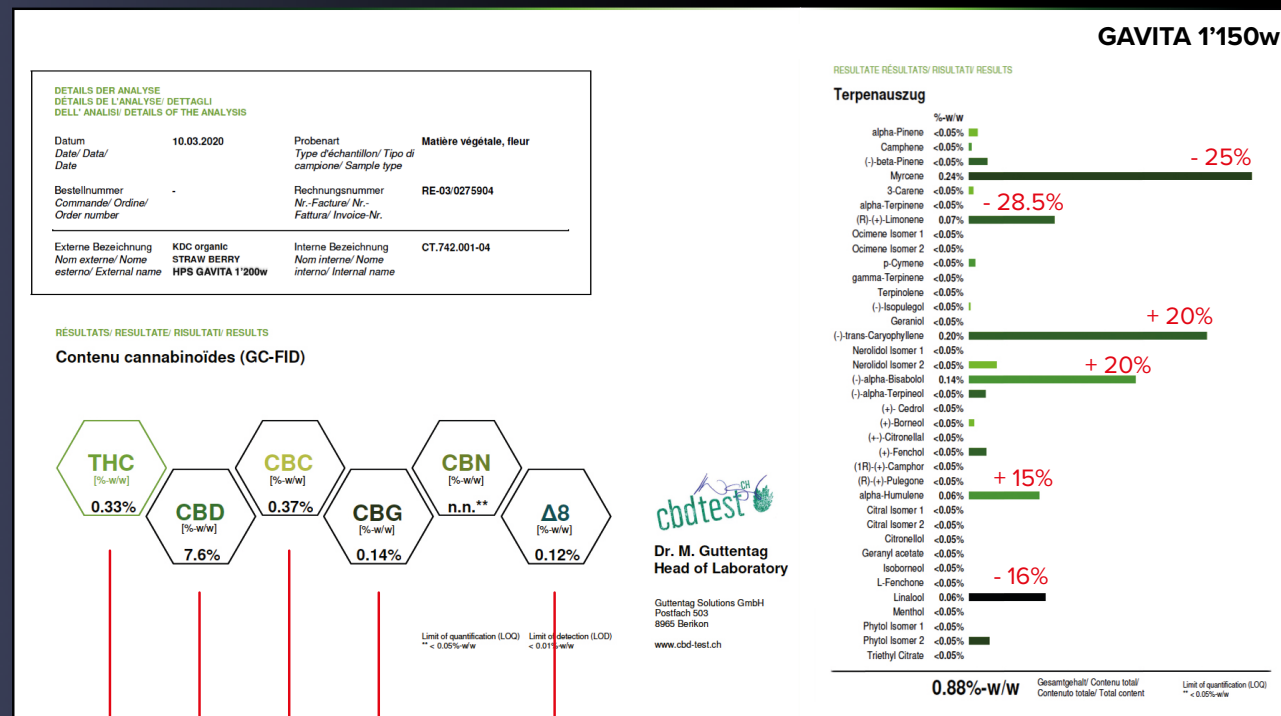 GAVITA 1'150w
DETAILS DER ANALYSE
DÉTAILS DE L'ANALYSE/ DETTAGLI
DELL' ANALISI/ DETAILS OF THE ANALYSIS
Datum 10.03.2020 Probenart Matière végétale, fleur
Date/ Data/ Type d'échantillon/ Tipo di
Date campione/ Sample type
Bestellnummer - Rechnungsnummer RE-03/0275904
Commande/ Ordine/ Nr.-Facture/ Nr.-
Order number Fattura/ Invoice-Nr.
Externe Bezeichnung KDC organic Interne Bezeichnung CT.742.001-04
Nom externe/ Nome STRAW BERRY Nom interne/ Nome
esterno/ External name HPS GAVITA 1'200w interno/ Internal name
RÉSULTATS/ RESULTATE/ RISULTATI/ RESULTS
Contenu cannabinoïdes (GC-FID)
THC
[%-w/w]
0.33%
CBD
[%-w/w]
7.6%
CBC
[%-w/w]
0.37%
CBG
[%-w/w]
0.14%
CBN
[%-w/w]
n.n.**
Δ8
[%-w/w]
0.12%
Limit of quantification (LOQ) Limit of detection (LOD)
** < 0.05%-w/w < 0.01%-w/w
cbdtest CH
Dr. M. Guttentag
Head of Laboratory
Guttentag Solutions GmbH
Postfach 503
8965 Berikon
www.cbd-test.ch
RESULTATE RÉSULTATS/ RISULTATI/ RESULTS
Terpenauszug
%-w/w
alpha-Pinene <0.05%
Camphene <0.05%
(-)-beta-Pinene <0.05%
- 25%
Myrcene 0.24%
3-Carene <0.05%
alpha-Terpinene <0.05% - 28.5%
(R)-(+)-Limonene 0.07%
Ocimene Isomer 1 <0.05%
Ocimene Isomer 2 <0.05%
p-Cymene <0.05%
gamma-Terpinene <0.05%
Terpinolene <0.05%
(-)-Isopulegol <0.05%
Geraniol <0.05% + 20%
(-)-trans-Caryophyllene 0.20%
Nerolidol Isomer 1 <0.05%
Nerolidol Isomer 2 <0.05% + 20%
(-)-alpha-Bisabolol 0.14%
(-)-alpha-Terpineol <0.05%
(+)- Cedrol <0.05%
(+)-Borneol <0.05%
(+-)-Citronellal <0.05%
(+)-Fenchol <0.05%
(1R)-(+)-Camphor <0.05%
(R)-(+)-Pulegone <0.05% + 15%
alpha-Humulene 0.06%
Citral Isomer 1 <0.05%
Citral Isomer 2 <0.05%
Citronellol <0.05%
Geranyl acetate <0.05%
Isoborneol <0.05%
L-Fenchone <0.05% - 16%
Linalool 0.06%
Menthol <0.05%
Phytol Isomer 1 <0.05%
Phytol Isomer 2 <0.05%
Triethyl Citrate <0.05%
0.88%-w/w Gesamtgehalt/ Contenu total/ Limit of quantification (LOQ)
Contenuto totale/ Total content ** < 0.05%-w/w